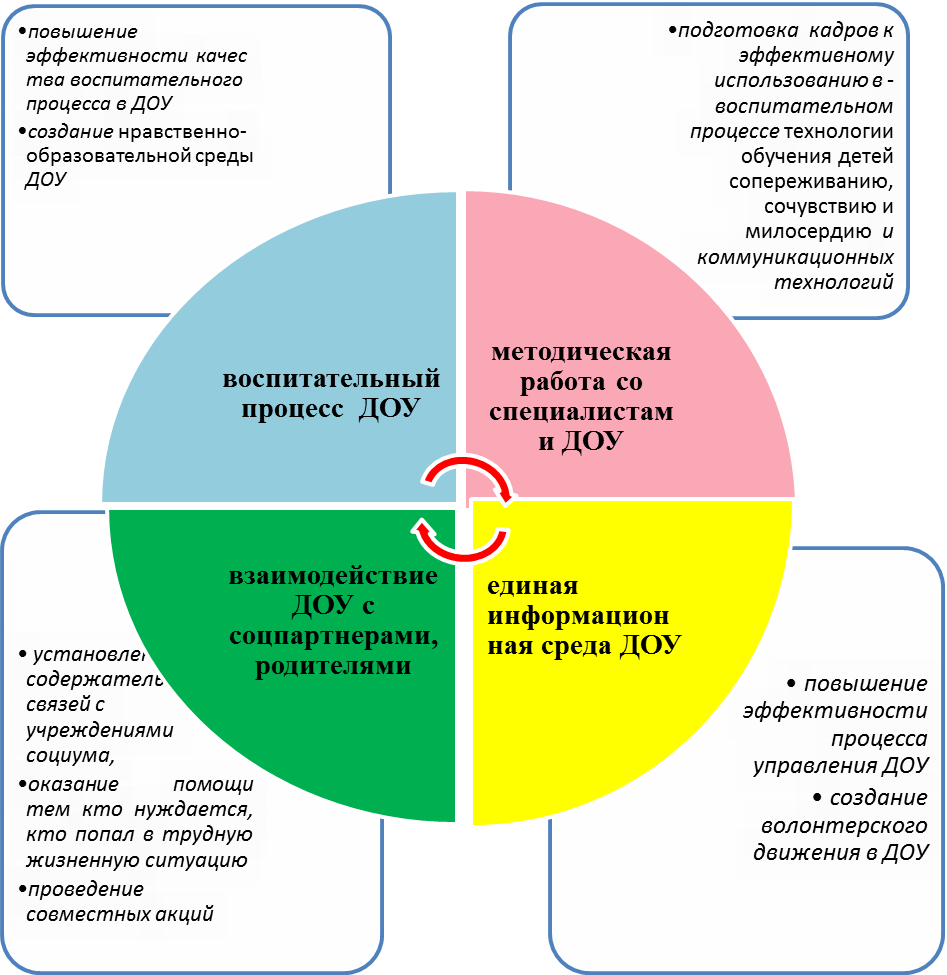 •повышение
эффективности качес
тва воспитательного
процесса в ДОУ
•создание нравственно-
образовательной среды
ДОУ
•подготовка кадров к
эффективному
использованию в -
воспитательном
процессе технологии
обучения детей
сопереживанию,
сочувствию и
милосердию и
коммуникационных
технологий
воспитательный
процесс ДОУ
методическая
работа со
специалистам
и ДОУ
взаимодействие
ДОУ с
соцпартнерами,
родителями
единая
информацион
ная среда ДОУ
• установлен
содержатель
связей с
учреждениями
социума,
•оказание помощи
тем кто нуждается,
кто попал в трудную
жизненную ситуацию
•проведение
совместных акций
• повышение
эффективности
процесса
управления ДОУ
• создание
волонтерского
движения в ДОУ